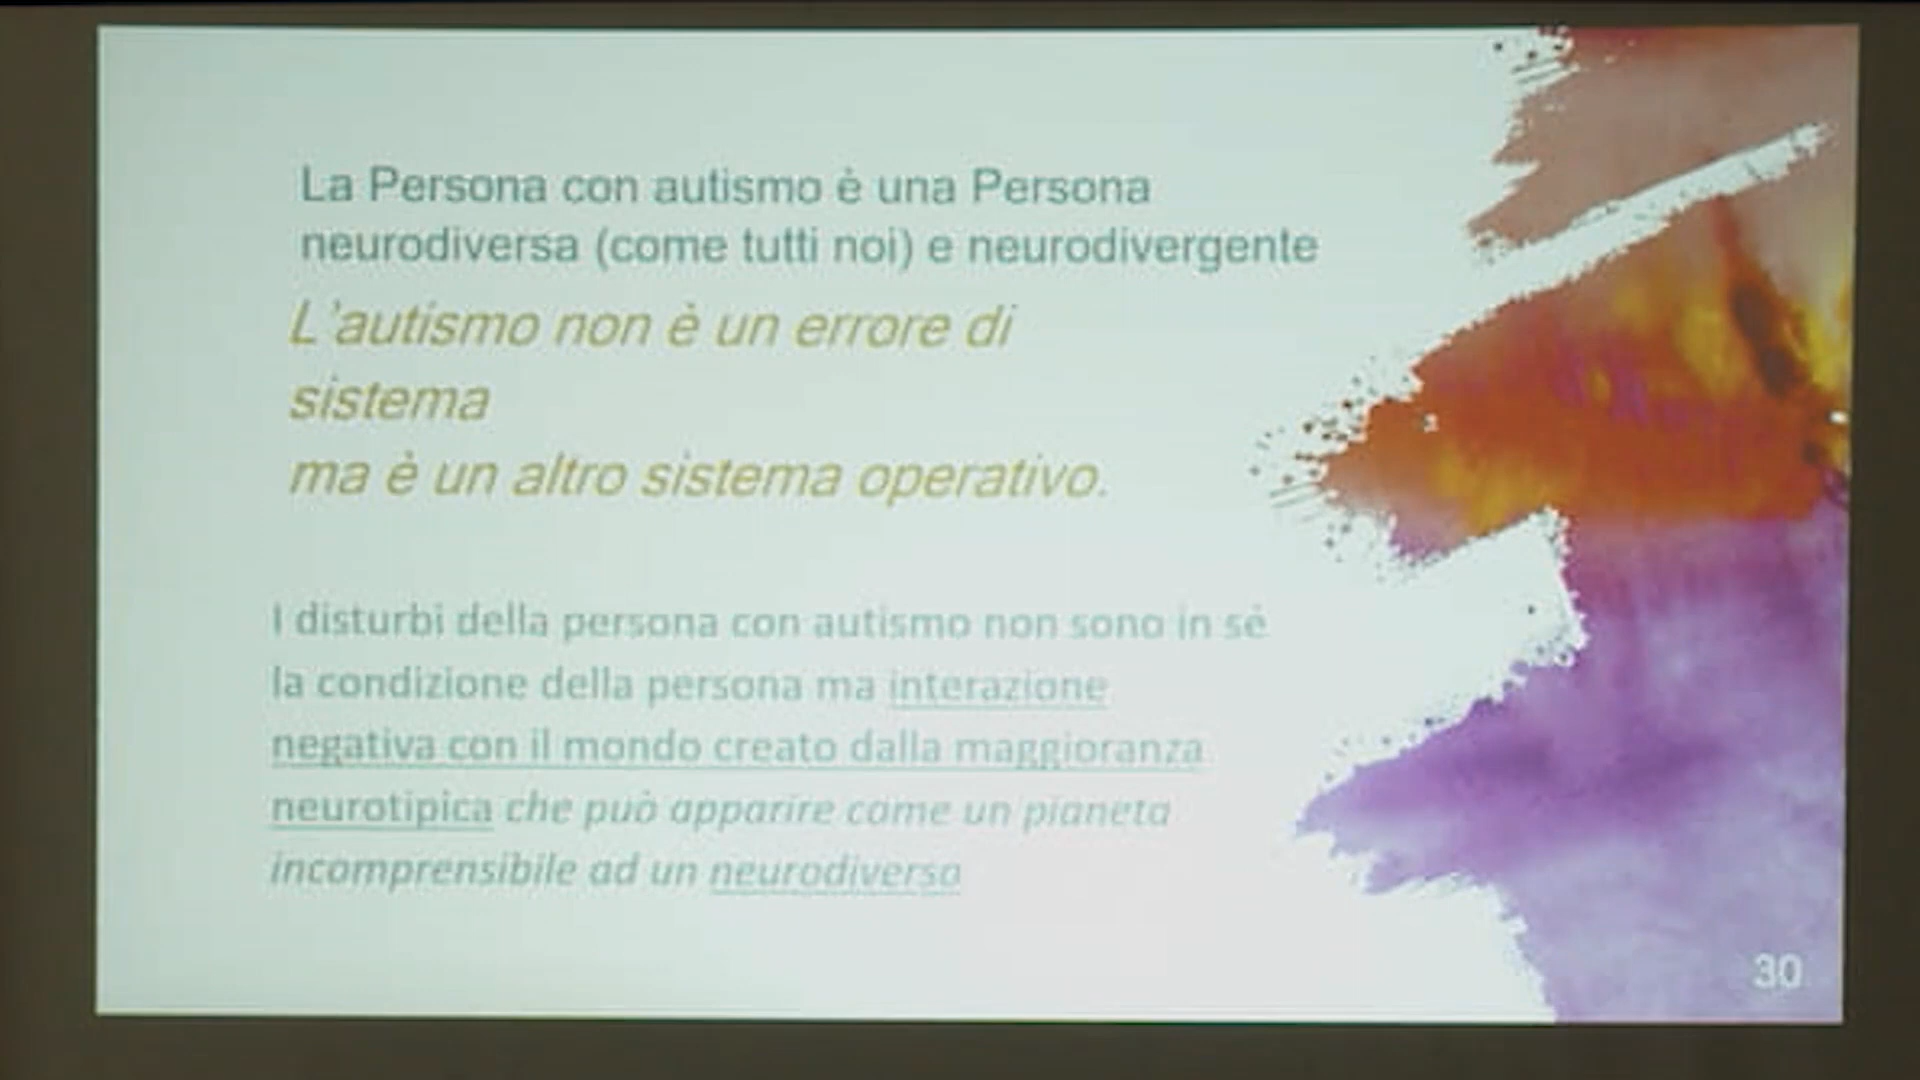 La Persona con autismo è una Persona
neurodiversa (come tutti noi) e neurodivergente
L'autismo non è un errore di
sistema
ma è un altro sistema operativo.
I disturbi della persona con autismo non sono in sé
la condizione della persona ma interazione
negativa con il mondo creato dalla maggioranza
neurotipica che può apparire come un pianeta
incomprensibile ad un neurodiverso
30